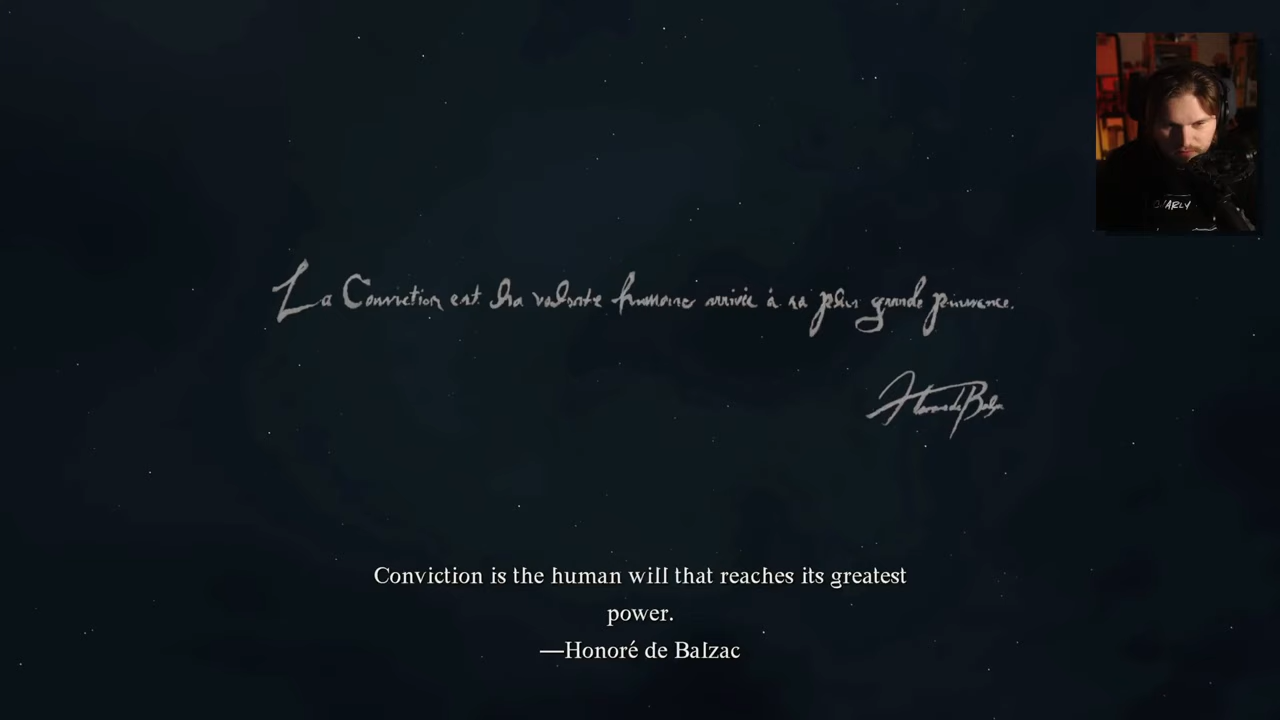 La Conviction est la volonte humaine arrivée à sa plus grande puissance.
Conviction is the human will that reaches its greatest
power.
—Honoré de Balzac